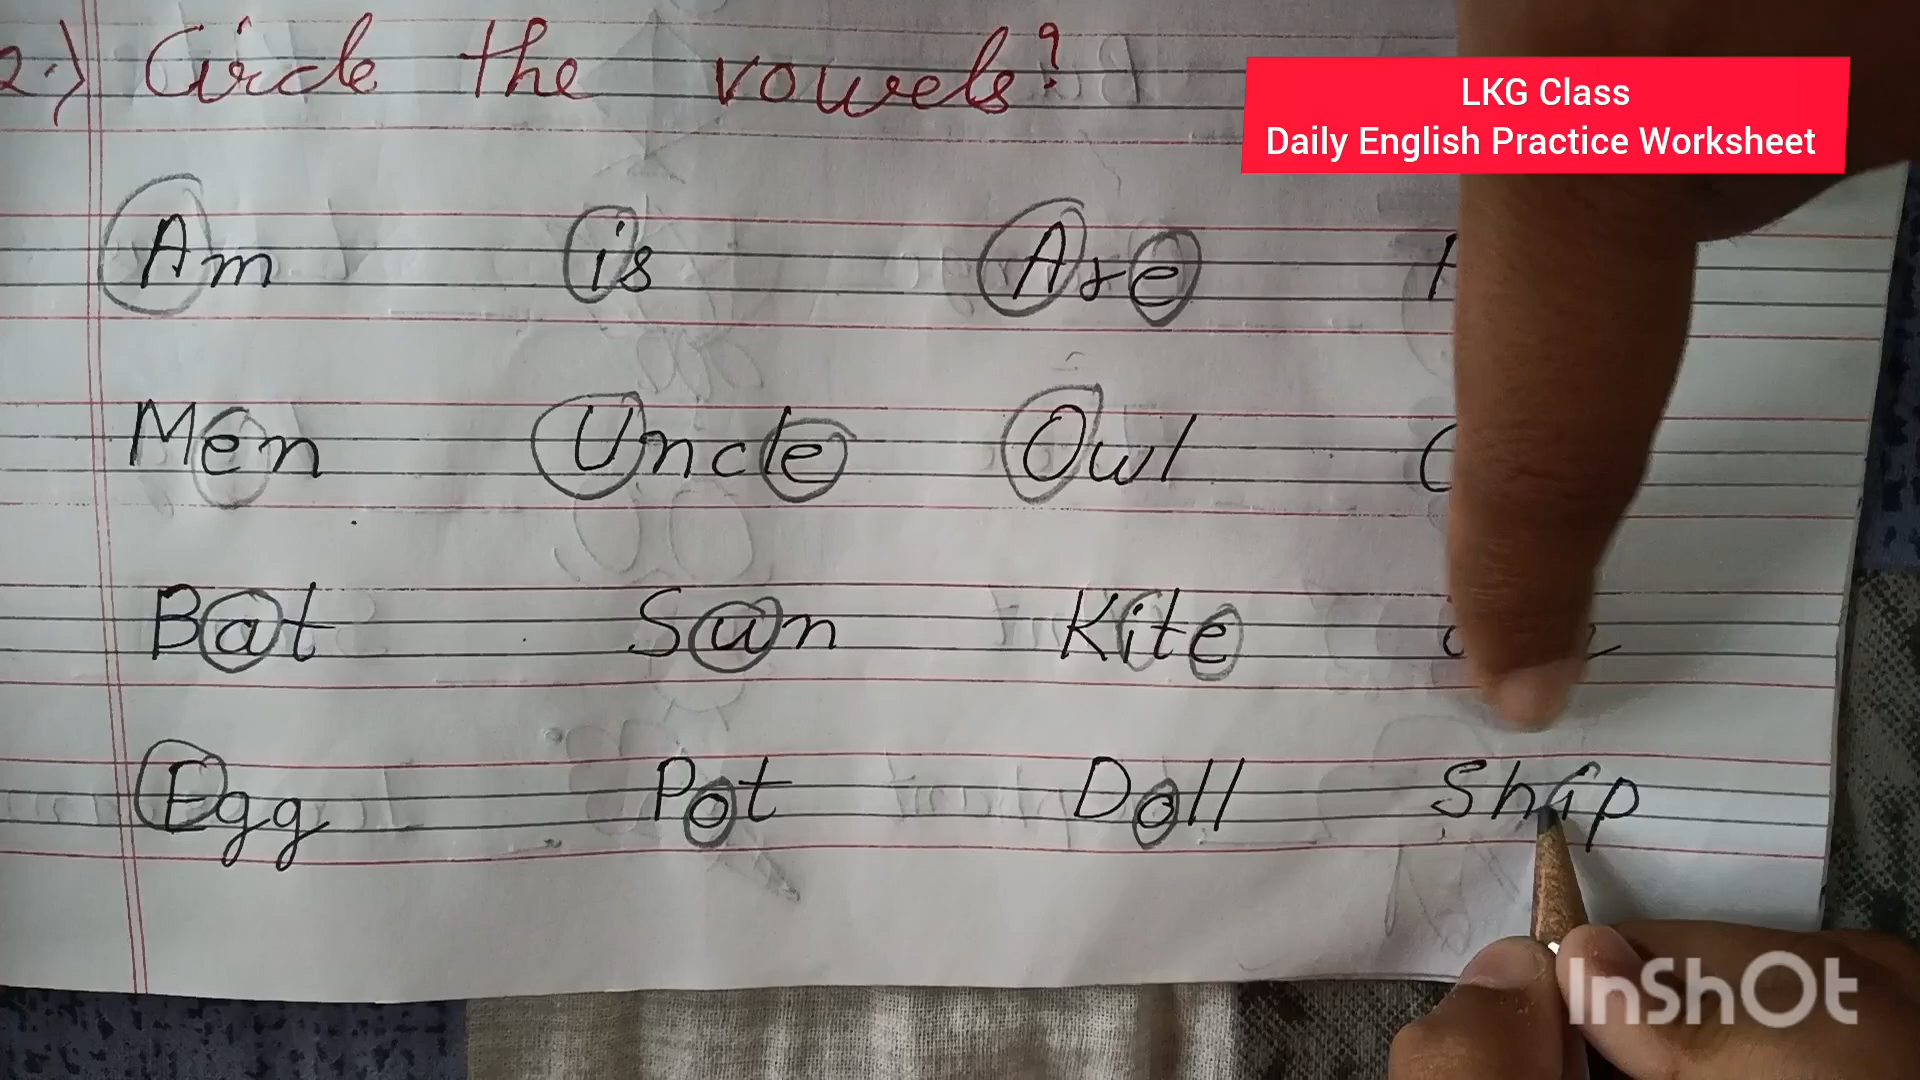 2.) Circle the vowels?
LKG Class
Daily English Practice Worksheet
Am is Are
Men Uncle Owl
Bat Sun Kite
Egg Pot Doll Ship
InShOt